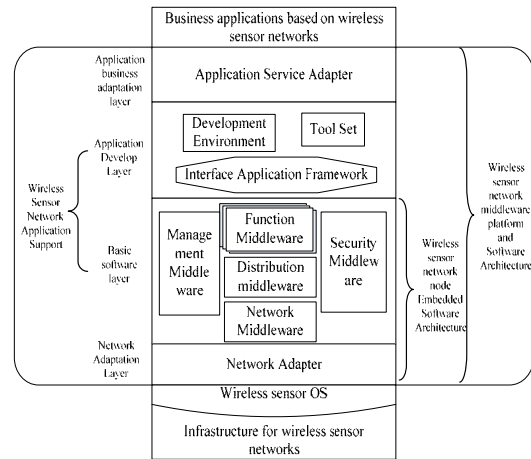 Business applications based on wireless
sensor networks
Application
business
adaptation
layer
Application Service Adapter
Application
Develop
Layer
Development
Environment
Tool Set
Interface Application Framework
Wireless
Sensor
Network
Application
Support
Basic
software
layer
Manage
ment
Middle
ware
Function
Middleware
Distribution
middleware
Network
Middleware
Security
Middlew
are
Wireless
sensor
network
node
Embedded
Software
Architecture
Wireless
sensor
network
middleware
platform
and
Software
Architecture
Network
Adaptation
Layer
Network Adapter
Wireless sensor OS
Infrastructure for wireless sensor
networks